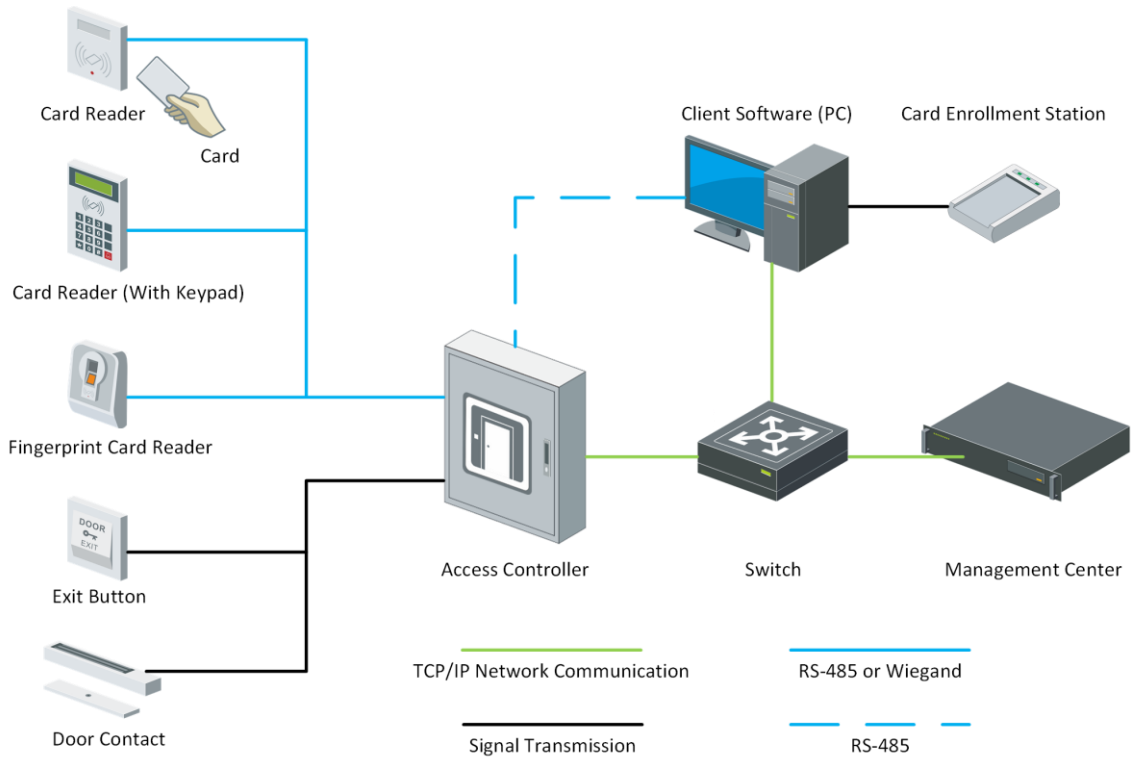 Card Reader
Card
Client Software (PC)
Card Enrollment Station
Card Reader (With Keypad)
Fingerprint Card Reader
DOOR
EXIT
Exit Button
Access Controller
Switch
Management Center
TCP/IP Network Communication
RS-485 or Wiegand
Door Contact
Signal Transmission
RS-485